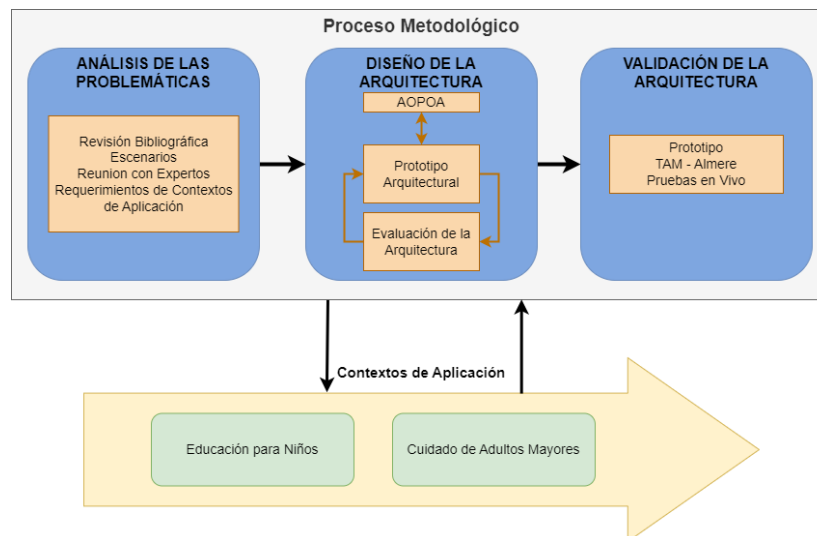 Proceso Metodológico
ANÁLISIS DE LAS
PROBLEMÁTICAS
Revisión Bibliográfica
Escenarios
Reunion con Expertos
Requerimientos de Contextos
de Aplicación
DISEÑO DE LA
ARQUITECTURA
AOPOA
Prototipo
Arquitectural
Evaluación de la
Arquitectura
VALIDACIÓN DE LA
ARQUITECTURA
Prototipo
TAM - Almere
Pruebas en Vivo
Contextos de Aplicación
Educación para Niños
Cuidado de Adultos Mayores